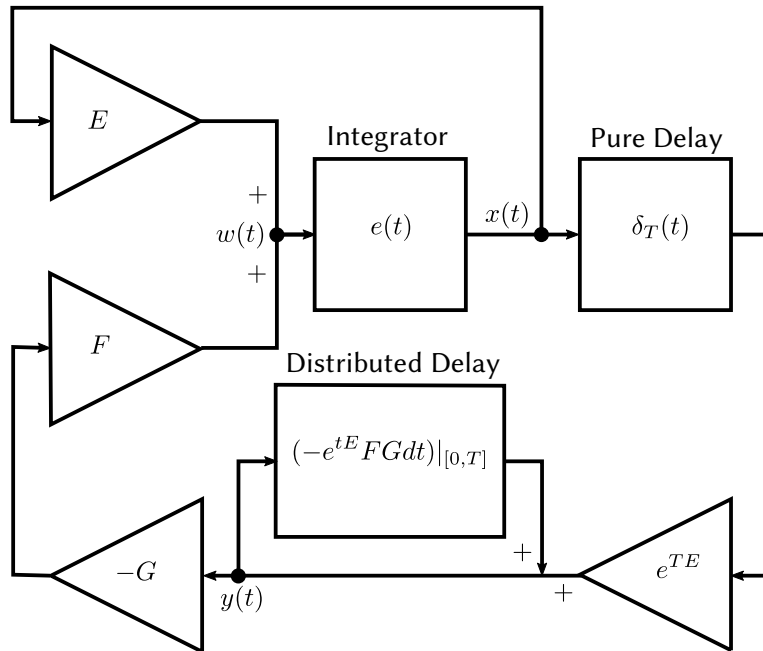 E
Integrator
Pure Delay
+
w(t)
+
e(t)
x(t)
δ_T(t)
F
Distributed Delay
(-e^{tE}FGdt)|_{[0,T]}
-G
y(t)
+
+
e^{TE}